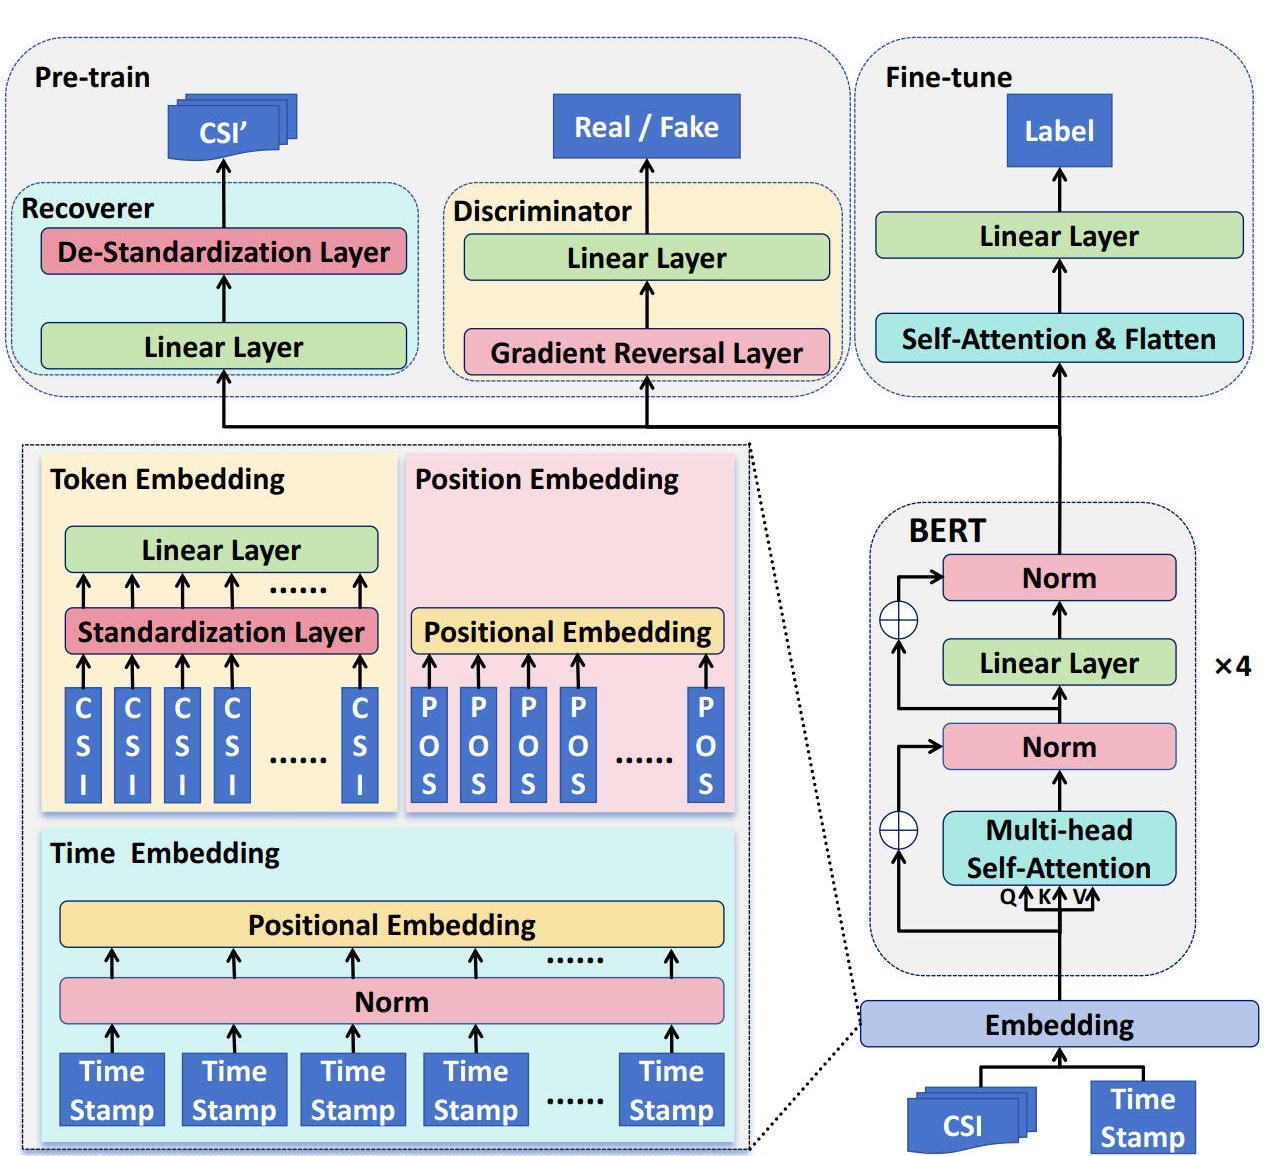 Pre-train
CSI’
Real / Fake
Recoverer
De-Standardization Layer
Linear Layer
Discriminator
Linear Layer
Gradient Reversal Layer
Fine-tune
Label
Linear Layer
Self-Attention & Flatten
Token Embedding
Linear Layer
......
Standardization Layer
CSI
CSI
CSI
CSI
......
CSI
Position Embedding
Positional Embedding
POS
POS
POS
POS
......
POS
Time Embedding
Positional Embedding
......
Norm
Time
Stamp
Time
Stamp
Time
Stamp
Time
Stamp
......
Time
Stamp
BERT
Norm
Linear Layer
×4
Norm
Multi-head
Self-Attention
Q K V
Embedding
CSI
Time
Stamp